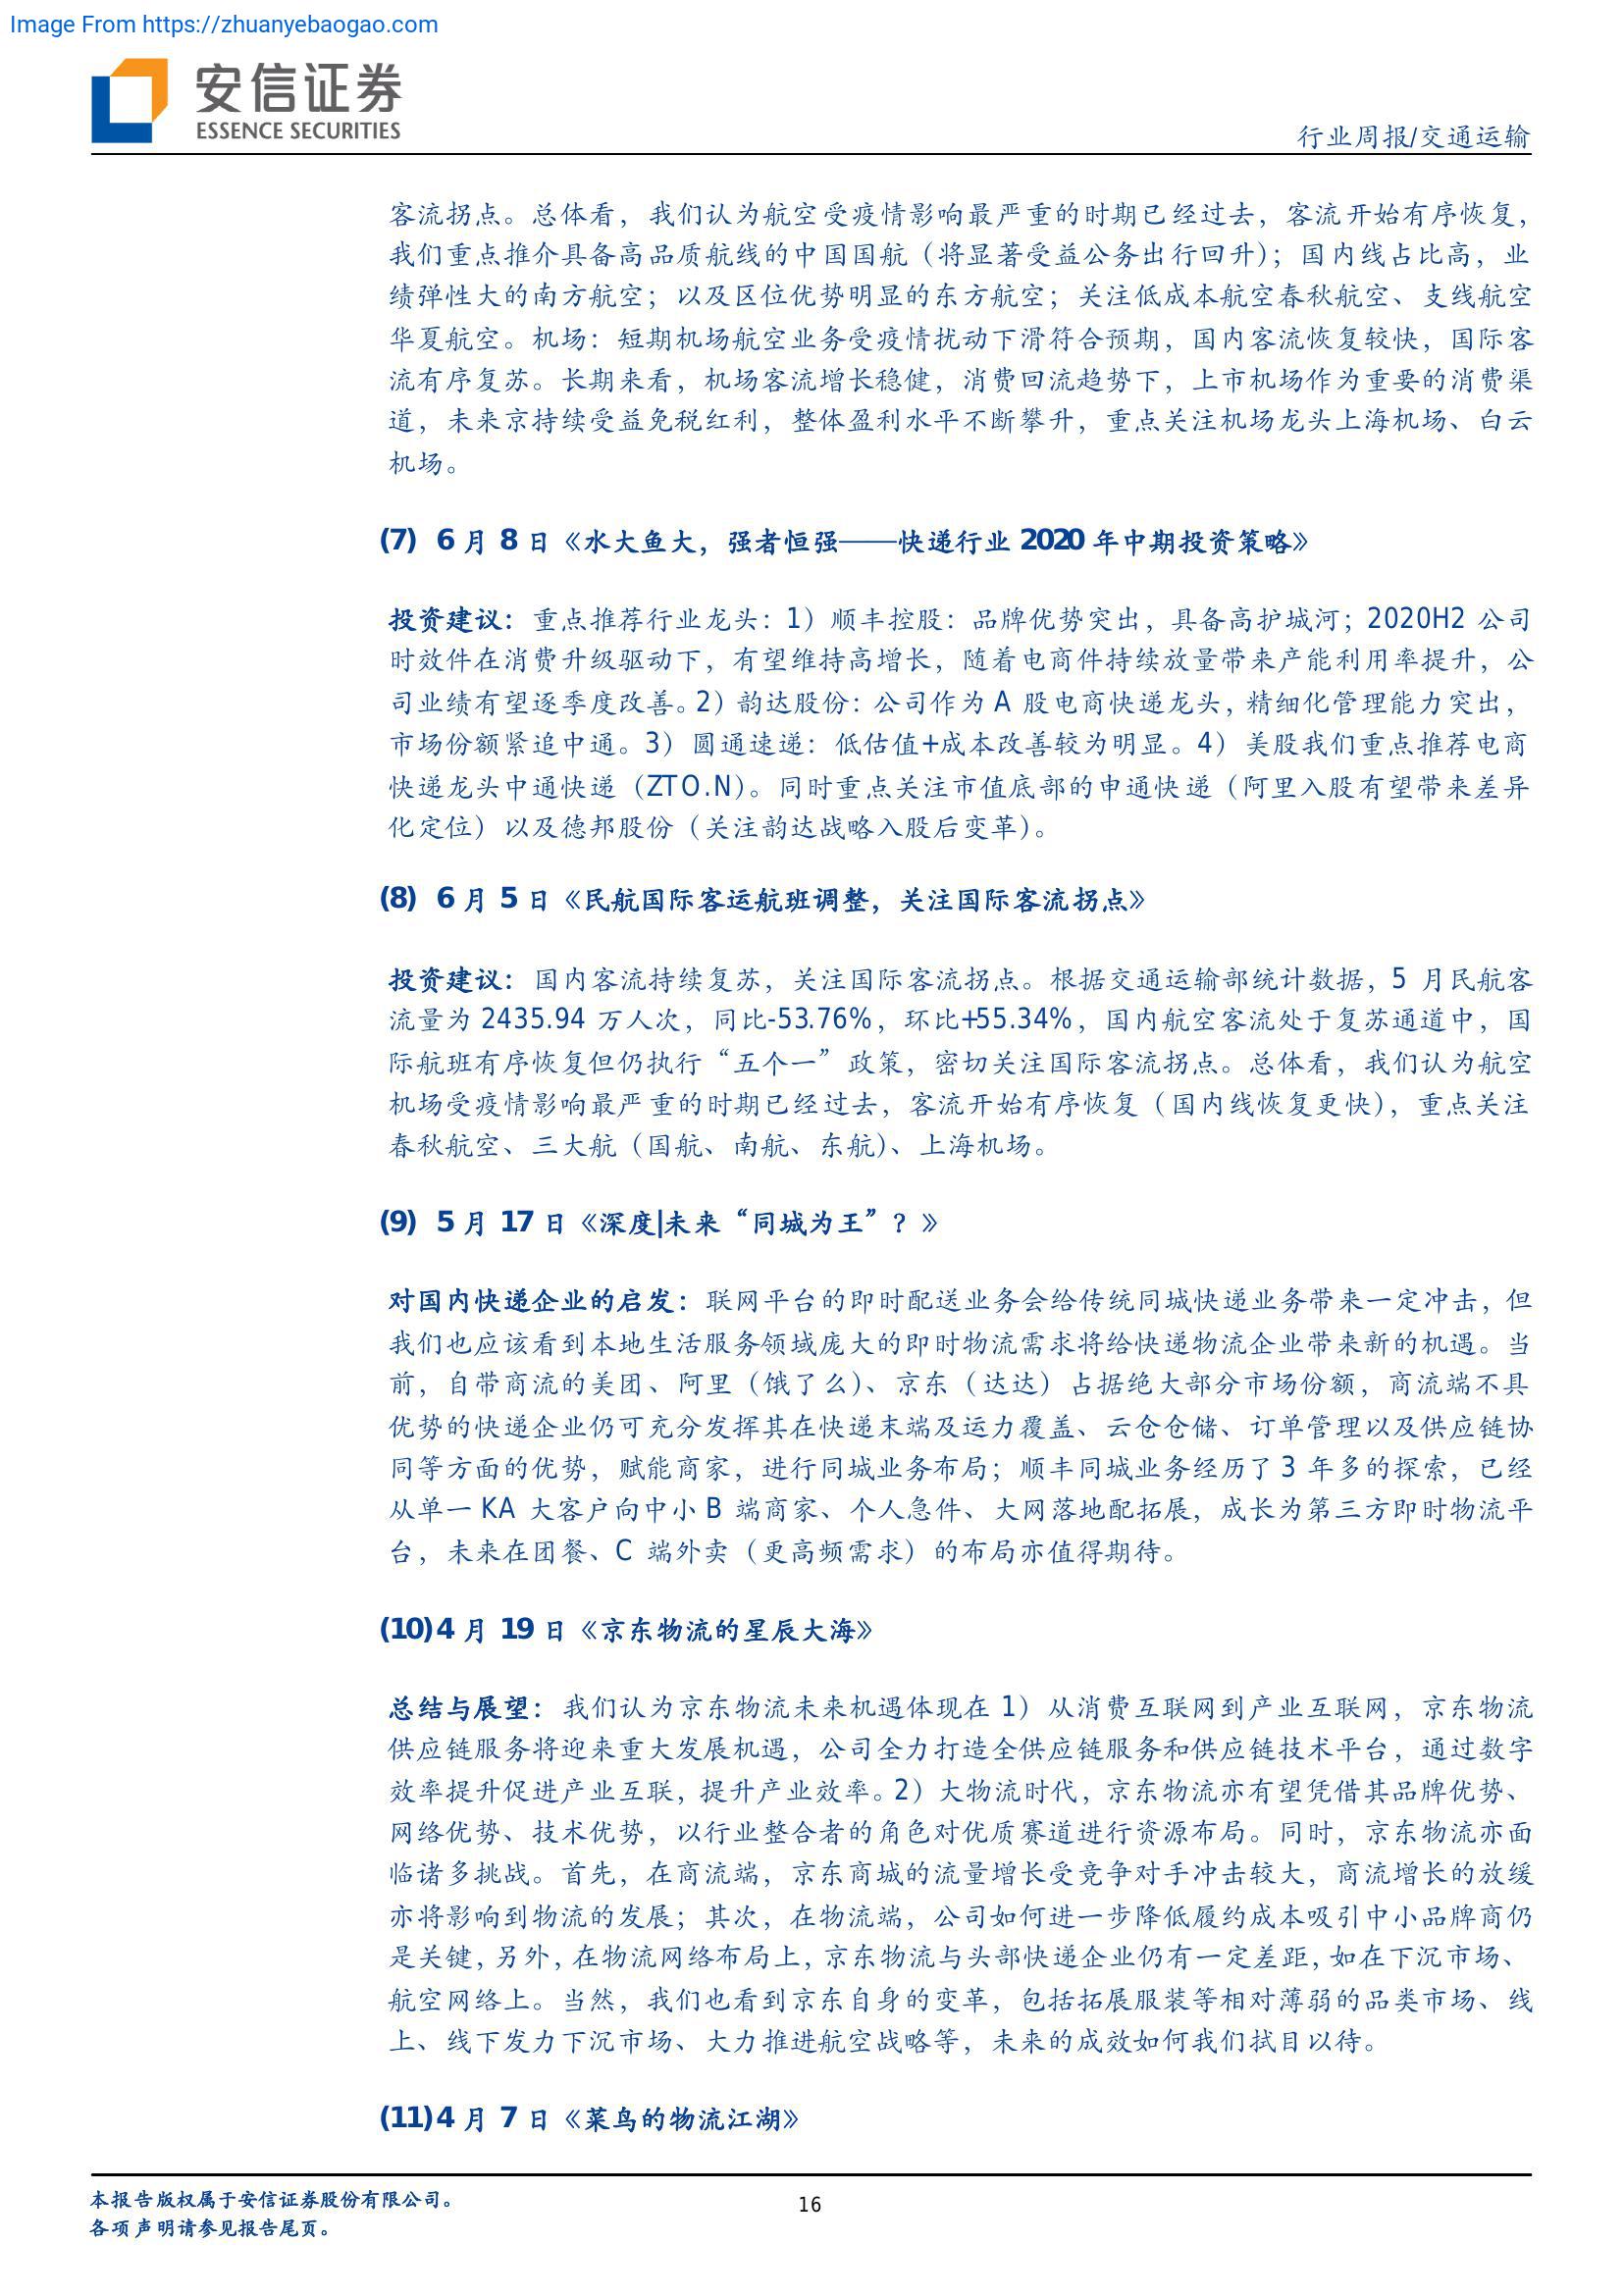 Image From https://zhuanyebaogao.com
安信证券
ESSENCE SECURITIES
行业周报/交通运输
客流拐点。总体看，我们认为航空受疫情影响最严重的时期已经过去，客流开始有序恢复，
我们重点推介具备高品质航线的中国国航（将显著受益公务出行回升）；国内线占比高，业
绩弹性大的南方航空；以及区位优势明显的东方航空；关注低成本航空春秋航空、支线航空
华夏航空。机场：短期机场航空业务受疫情扰动下滑符合预期，国内客流恢复较快，国际客
流有序复苏。长期来看，机场客流增长稳健，消费回流趋势下，上市机场作为重要的消费渠
道，未来京持续受益免税红利，整体盈利水平不断攀升，重点关注机场龙头上海机场、白云
机场。
(7) 6 月 8 日《水大鱼大，强者恒强——快递行业 2020 年中期投资策略》
投资建议：重点推荐行业龙头：1）顺丰控股：品牌优势突出，具备高护城河；2020H2 公司
时效件在消费升级驱动下，有望维持高增长，随着电商件持续放量带来产能利用率提升，公
司业绩有望逐季度改善。2）韵达股份：公司作为 A 股电商快递龙头，精细化管理能力突出，
市场份额紧追中通。3）圆通速递：低估值+成本改善较为明显。4）美股我们重点推荐电商
快递龙头中通快递（ZTO.N）。同时重点关注市值底部的申通快递（阿里入股有望带来差异
化定位）以及德邦股份（关注韵达战略入股后变革）。
(8) 6 月 5 日《民航国际客运航班调整，关注国际客流拐点》
投资建议：国内客流持续复苏，关注国际客流拐点。根据交通运输部统计数据，5 月民航客
流量为 2435.94 万人次，同比-53.76%，环比+55.34%，国内航空客流处于复苏通道中，国
际航班有序恢复但仍执行“五个一”政策，密切关注国际客流拐点。总体看，我们认为航空
机场受疫情影响最严重的时期已经过去，客流开始有序恢复（国内线恢复更快），重点关注
春秋航空、三大航（国航、南航、东航）、上海机场。
(9) 5 月 17 日《深度|未来“同城为王”？》
对国内快递企业的启发：联网平台的即时配送业务会给传统同城快递业务带来一定冲击，但
我们也应该看到本地生活服务领域庞大的即时物流需求将给快递物流企业带来新的机遇。当
前，自带商流的美团、阿里（饿了么）、京东（达达）占据绝大部分市场份额，商流端不具
优势的快递企业仍可充分发挥其在快递末端及运力覆盖、云仓仓储、订单管理以及供应链协
同等方面的优势，赋能商家，进行同城业务布局；顺丰同城业务经历了 3 年多的探索，已经
从单一 KA 大客户向中小 B 端商家、个人急件、大网落地配拓展，成长为第三方即时物流平
台，未来在团餐、C 端外卖（更高频需求）的布局亦值得期待。
(10)4 月 19 日《京东物流的星辰大海》
总结与展望：我们认为京东物流未来机遇体现在 1）从消费互联网到产业互联网，京东物流
供应链服务将迎来重大发展机遇，公司全力打造全供应链服务和供应链技术平台，通过数字
效率提升促进产业互联，提升产业效率。2）大物流时代，京东物流亦有望凭借其品牌优势、
网络优势、技术优势，以行业整合者的角色对优质赛道进行资源布局。同时，京东物流亦面
临诸多挑战。首先，在商流端，京东商城的流量增长受竞争对手冲击较大，商流增长的放缓
亦将影响到物流的发展；其次，在物流端，公司如何进一步降低履约成本吸引中小品牌商仍
是关键，另外，在物流网络布局上，京东物流与头部快递企业仍有一定差距，如在下沉市场、
航空网络上。当然，我们也看到京东自身的变革，包括拓展服装等相对薄弱的品类市场、线
上、线下发力下沉市场、大力推进航空战略等，未来的成效如何我们拭目以待。
(11)4 月 7 日《菜鸟的物流江湖》
本报告版权属于安信证券股份有限公司。
16
各项声明请参见报告尾页。